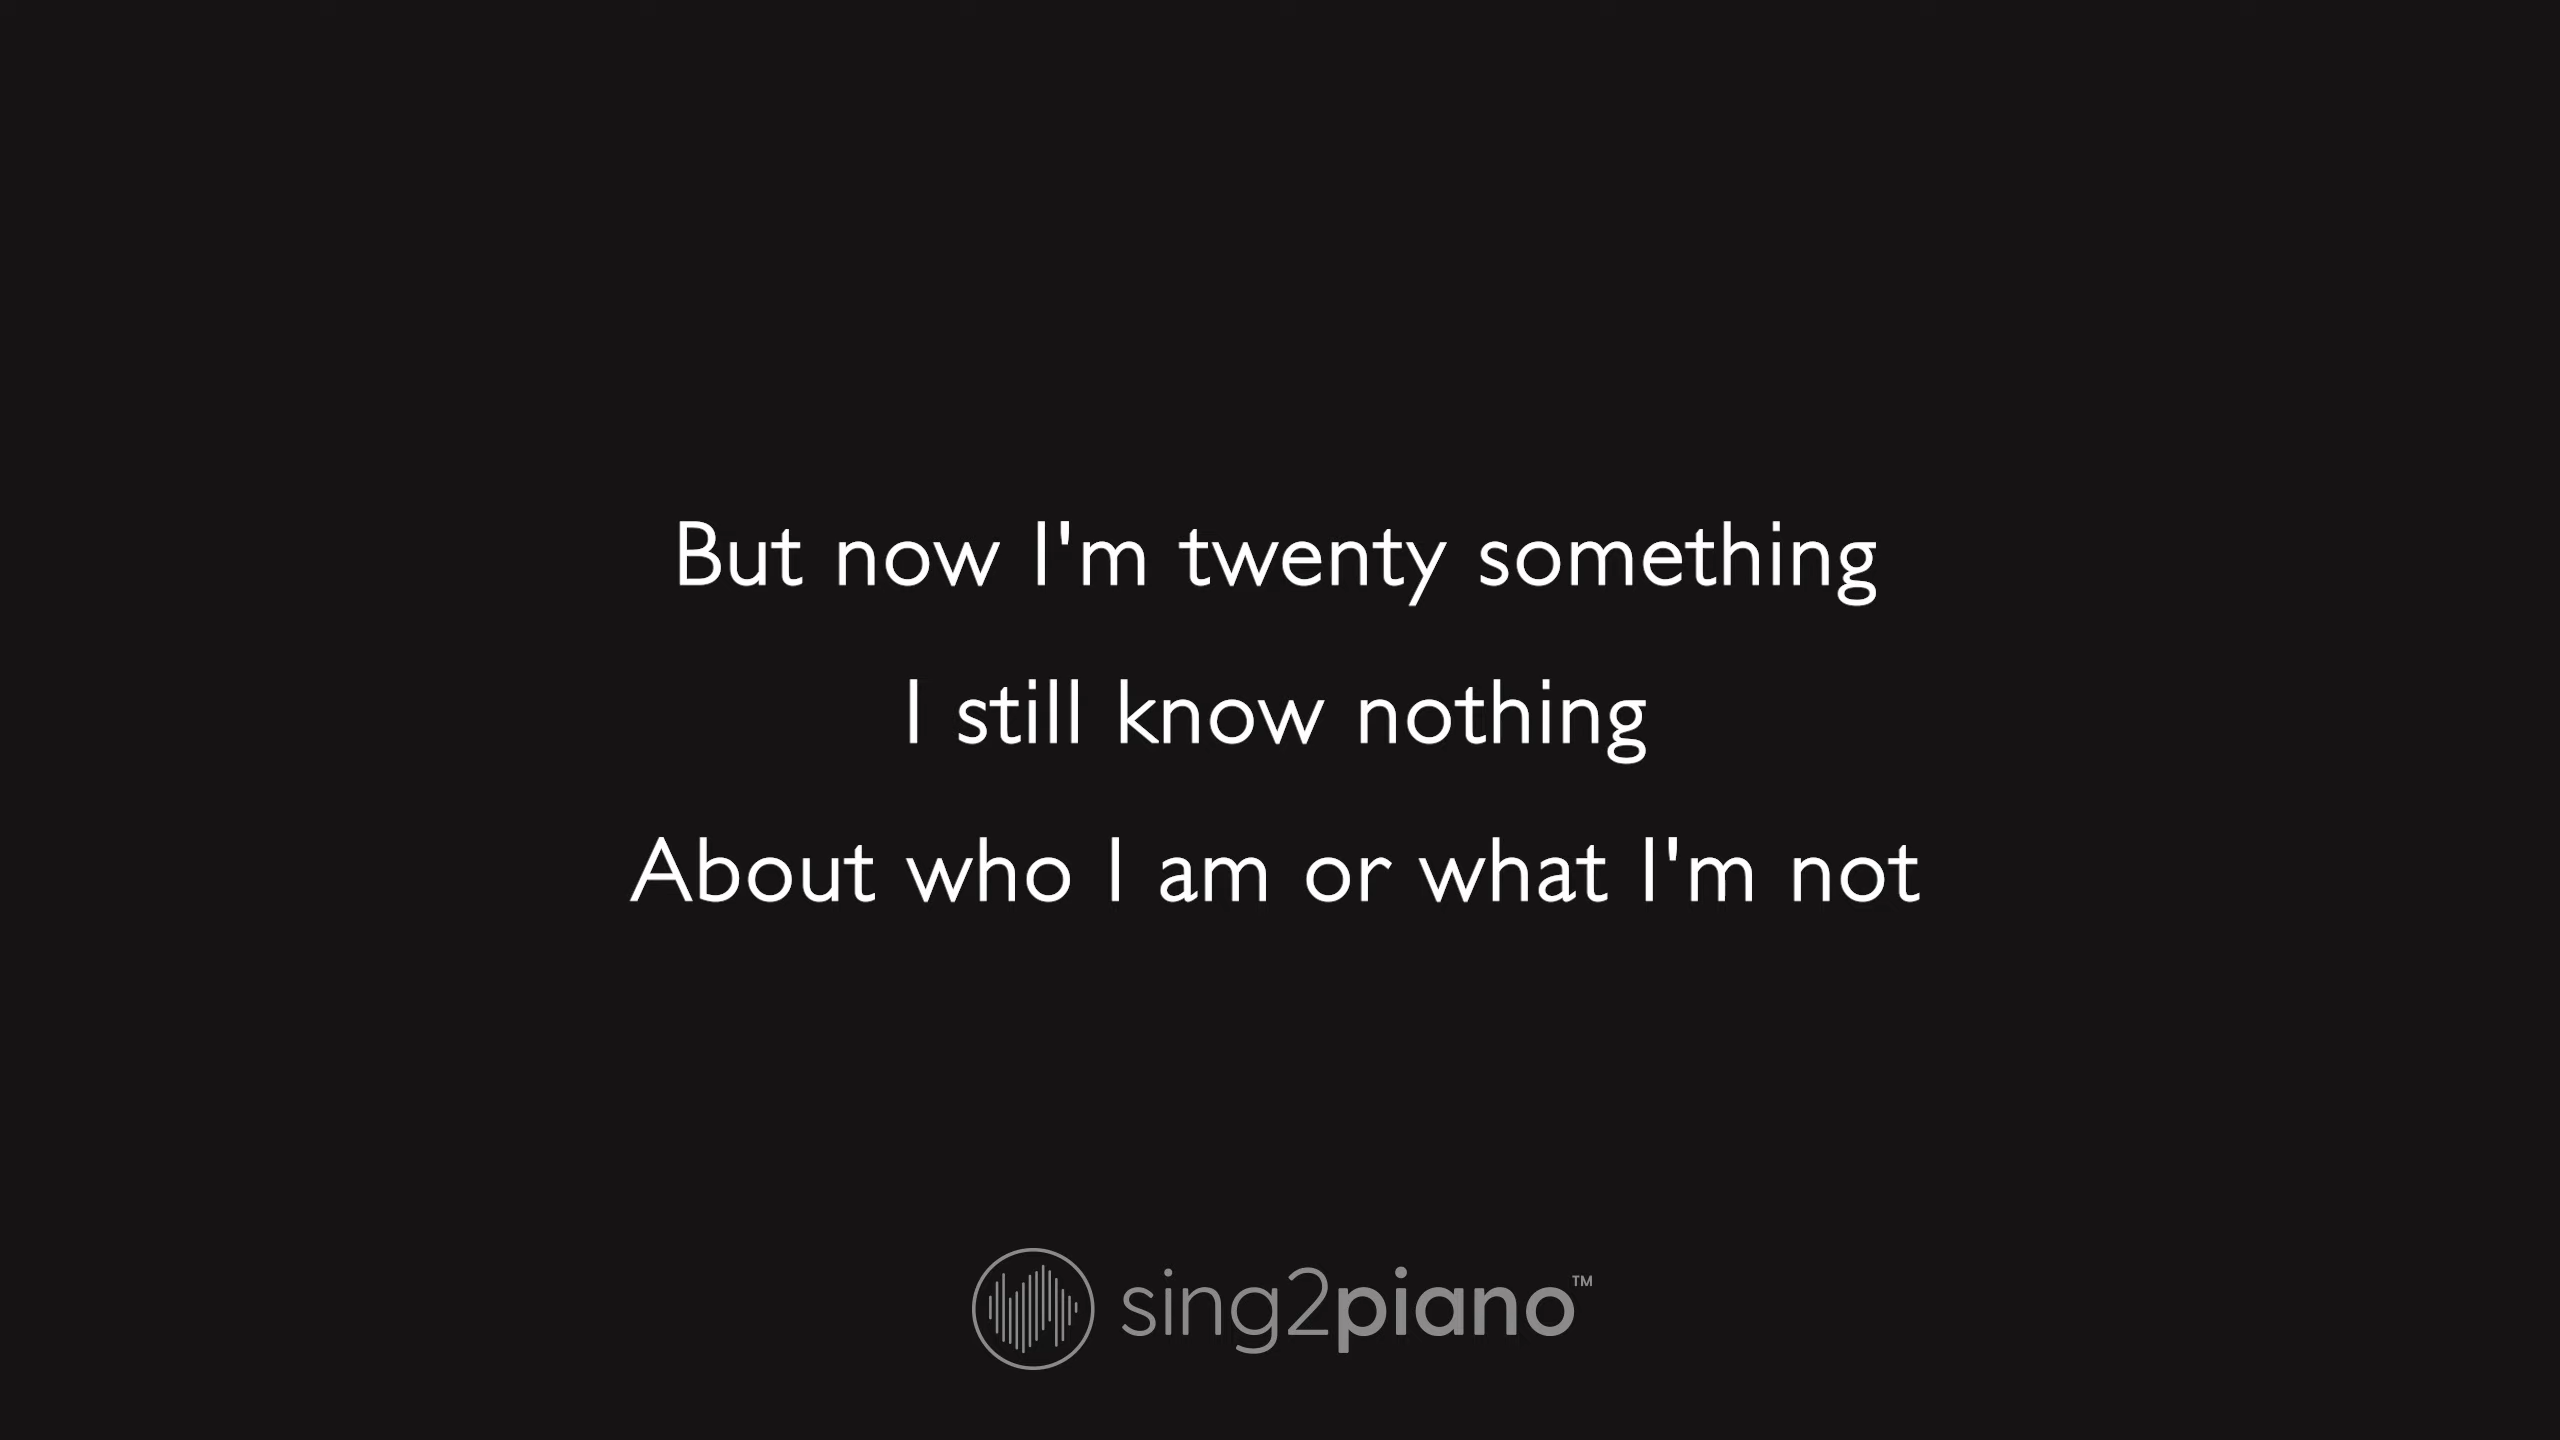 But now I'm twenty something
I still know nothing
About who I am or what I'm not
sing2piano™